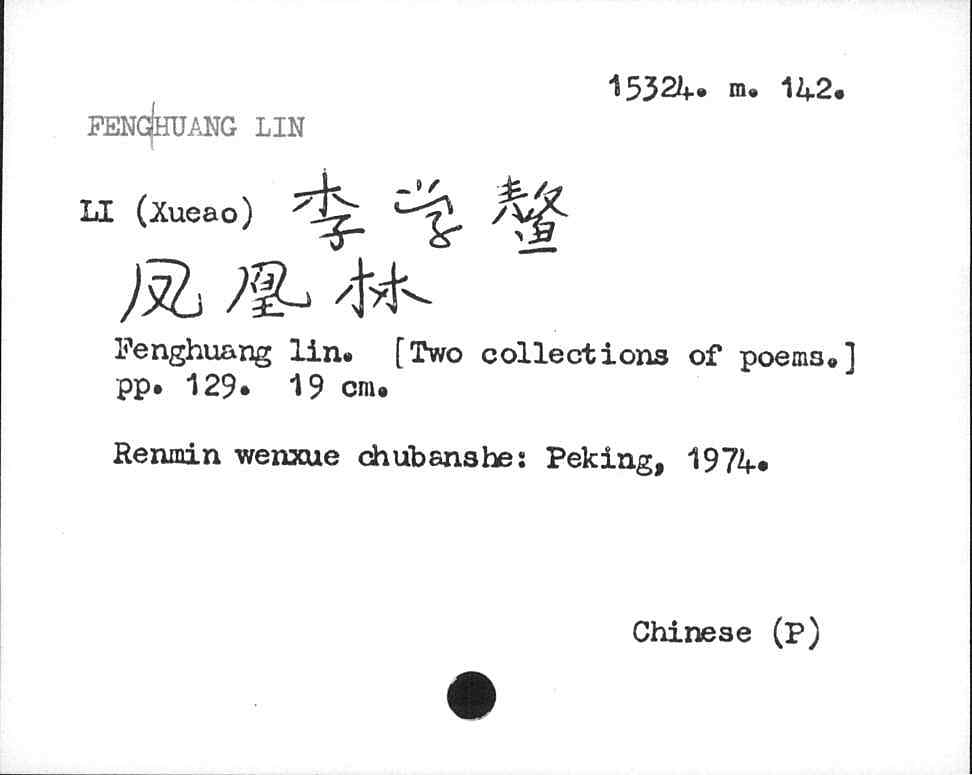 15324. m. 142.
FENGHUANG LIN
LI (Xueao) 李学鳌
凤凰林
Fenghuang lin. [Two collections of poems.]
pp. 129. 19 cm.
Renmin wenxue chubanshe: Peking, 1974.
Chinese (P)